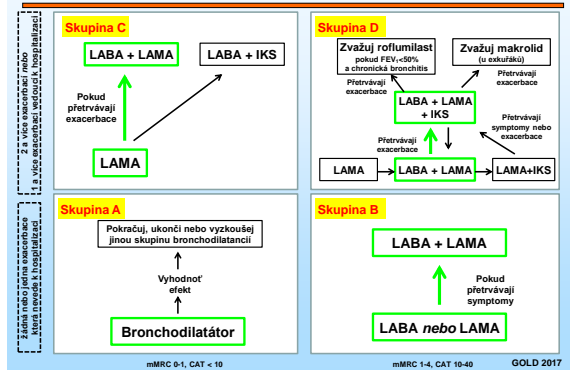 2 a více exacerbací nebo
1 a více exacerbací vedoucí k hospitalizaci
Skupina C
LABA + LAMA
LABA + IKS
Pokud
přetrvávají
exacerbace
LAMA
Skupina D
Zvažuj roflumilast
pokud FEV1<50%
a chronická bronchitis
Zvažuj makrolid
(u exkuřáků)
Přetrvávají
exacerbace
Přetrvávají
exacerbace
LABA + LAMA
+ IKS
Přetrvávají
symptomy nebo
exacerbace
Přetrvávají
exacerbace
LAMA
LABA + LAMA
LAMA+IKS
žádná nebo jedna exacerbace
která nevede k hospitalizaci
Skupina A
Pokračuj, ukonči nebo vyzkoušej
jinou skupinu bronchodilatancií
Vyhodnoť
efekt
Bronchodilatátor
Skupina B
LABA + LAMA
Pokud
přetrvávají
symptomy
LABA nebo LAMA
mMRC 0-1, CAT < 10
mMRC 1-4, CAT 10-40
GOLD 2017